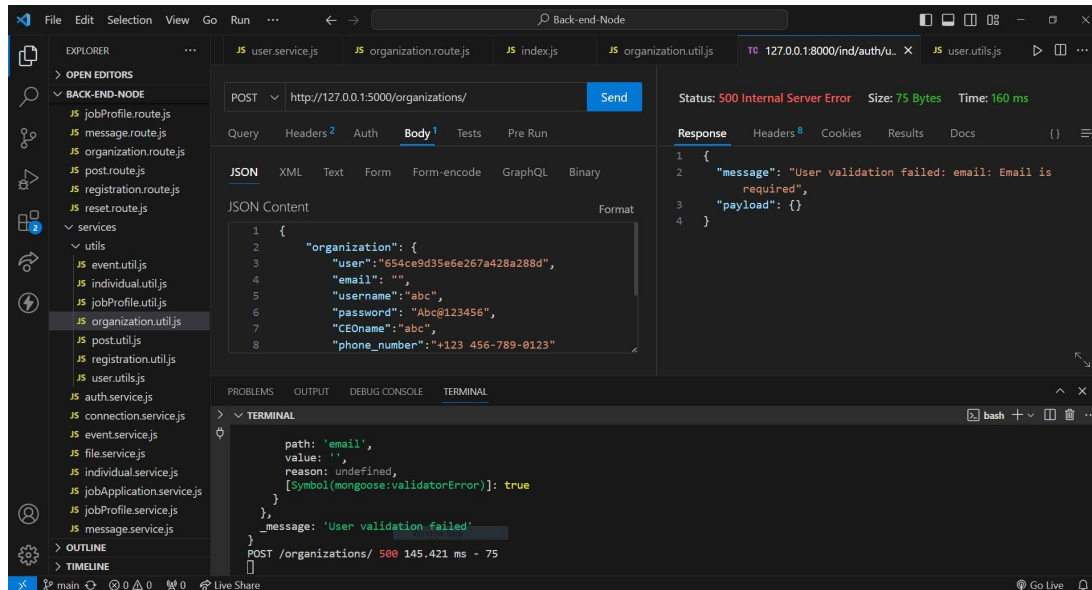 File Edit Selection View Go Run ··· Back-end-Node
EXPLORER ···
OPEN EDITORS
BACK-END-NODE
JS jobProfile.route.js
JS message.route.js
JS organization.route.js
JS post.route.js
JS registration.route.js
JS reset.route.js
services
utils
JS event.util.js
JS individual.util.js
JS jobProfile.util.js
JS organization.util.js
JS post.util.js
JS registration.util.js
JS user.utils.js
JS auth.service.js
JS connection.service.js
JS event.service.js
JS file.service.js
JS individual.service.js
JS jobApplication.service.js
JS jobProfile.service.js
JS message.service.js
OUTLINE
TIMELINE
2
JS user.service.js JS organization.route.js JS index.js JS organization.util.js TC 127.0.0.1:8000/ind/auth/u.. JS user.utils.js ···
POST http://127.0.0.1:5000/organizations/ Send
Query Headers 2 Auth Body 1 Tests Pre Run
JSON XML Text Form Form-encode GraphQL Binary
JSON Content Format
1 {
2 "organization": {
3 "user":"654ce9d35e6e267a428a288d",
4 "email": "",
5 "username":"abc",
6 "password": "Abc@123456",
7 "CEOname":"abc",
8 "phone_number":"+123 456-789-0123"
Status: 500 Internal Server Error Size: 75 Bytes Time: 160 ms
Response Headers 8 Cookies Results Docs { }
1 {
2 "message": "User validation failed: email: Email is
required",
3 "payload": {}
4 }
PROBLEMS OUTPUT DEBUG CONSOLE TERMINAL
TERMINAL bash
path: 'email',
value: '',
reason: undefined,
[Symbol(mongoose:validatorError)]: true
}
},
_message: 'User validation failed'
}
POST /organizations/ 500 145.421 ms - 75
main 0 0 0 Live Share Go Live